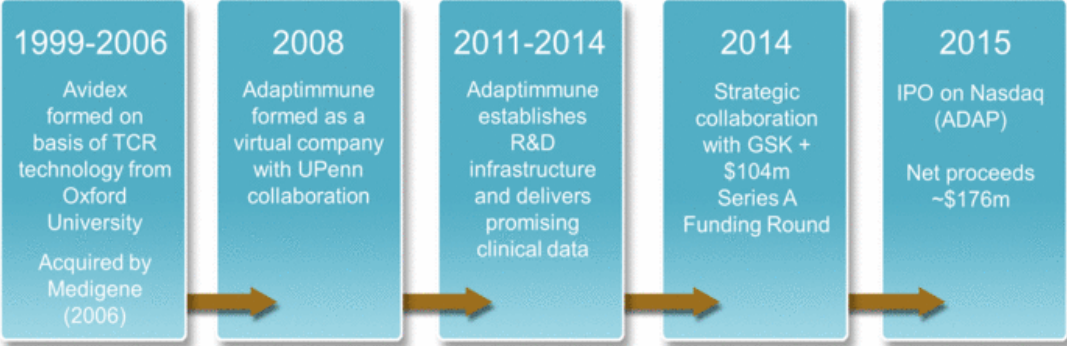 1999-2006
Avidex
formed on
basis of TCR
technology from
Oxford
University
Acquired by
Medigene
(2006)
2008
Adaptimmune
formed as a
virtual company
with UPenn
collaboration
2011-2014
Adaptimmune
establishes
R&D
infrastructure
and delivers
promising
clinical data
2014
Strategic
collaboration
with GSK +
$104m
Series A
Funding Round
2015
IPO on Nasdaq
(ADAP)
Net proceeds
~$176m